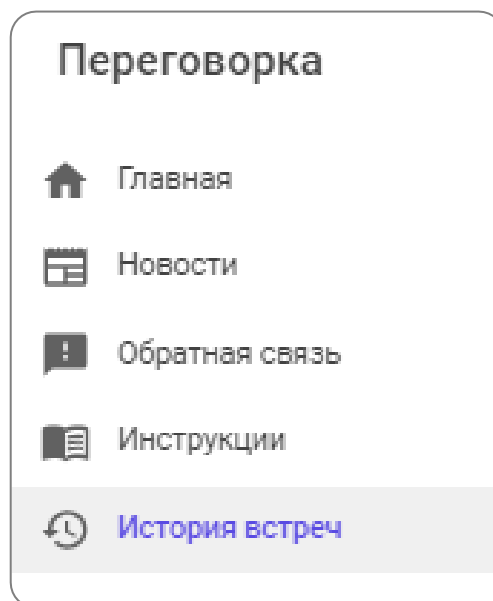 Переговорка
Главная
Новости
Обратная связь
Инструкции
История встреч